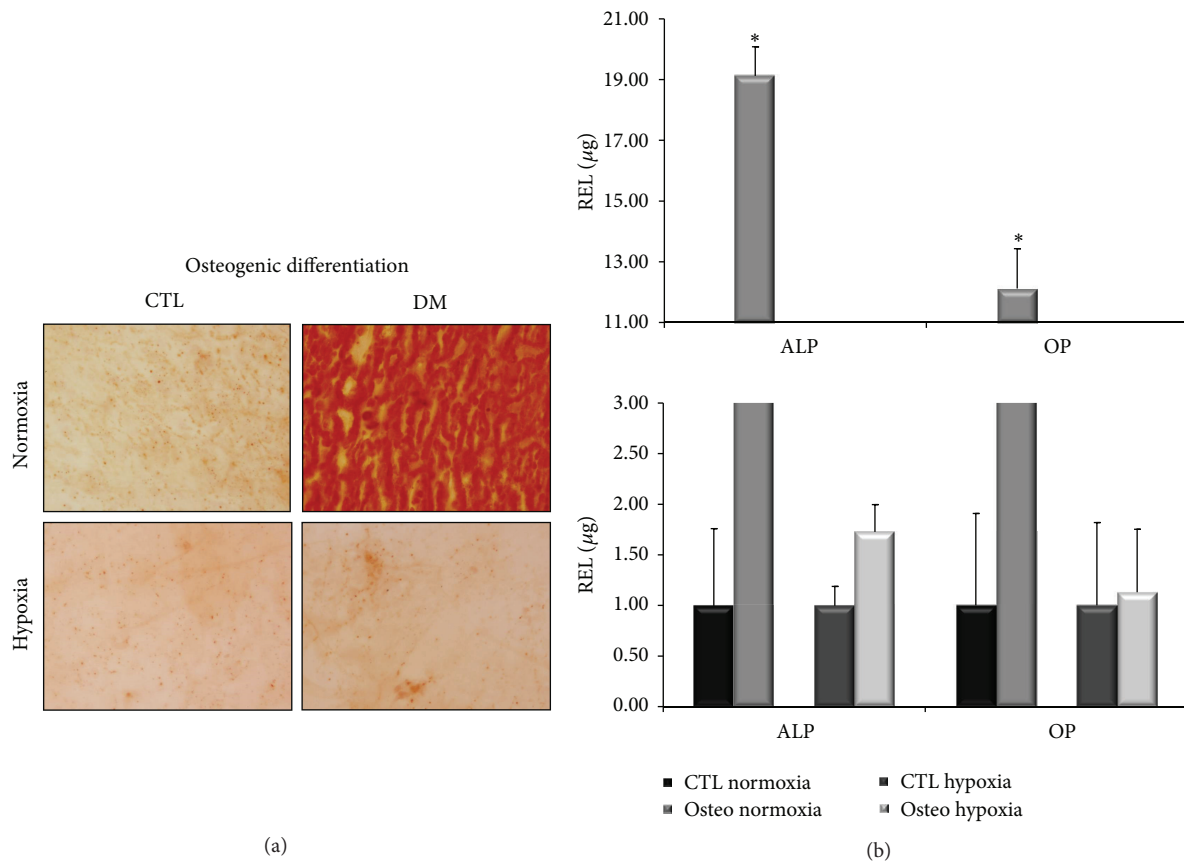 Osteogenic differentiation
CTL
DM
Normoxia
Hypoxia
(a)
21.00
19.00
17.00
15.00
13.00
11.00
REL (µg)
*
*
ALP
OP
3.00
2.50
2.00
1.50
1.00
0.50
0.00
REL (µg)
ALP
OP
CTL normoxia
CTL hypoxia
Osteo normoxia
Osteo hypoxia
(b)